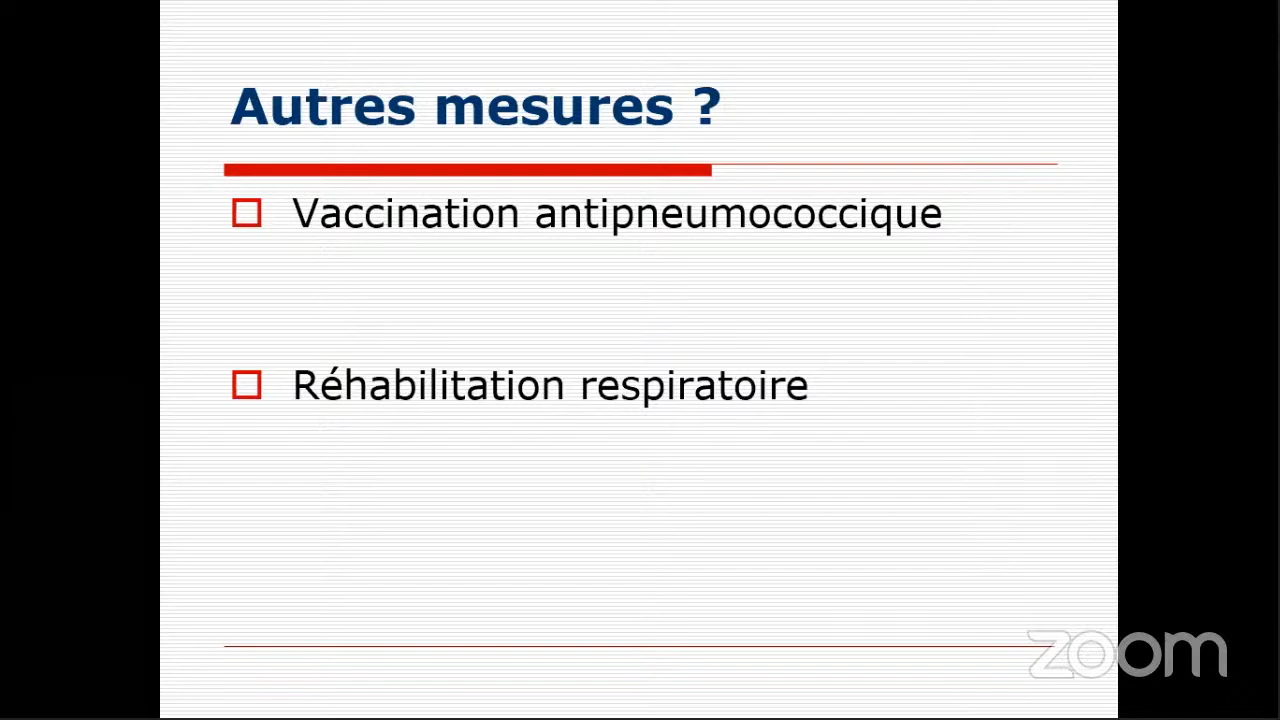 Autres mesures ?
Vaccination antipneumococcique
Réhabilitation respiratoire
zoom